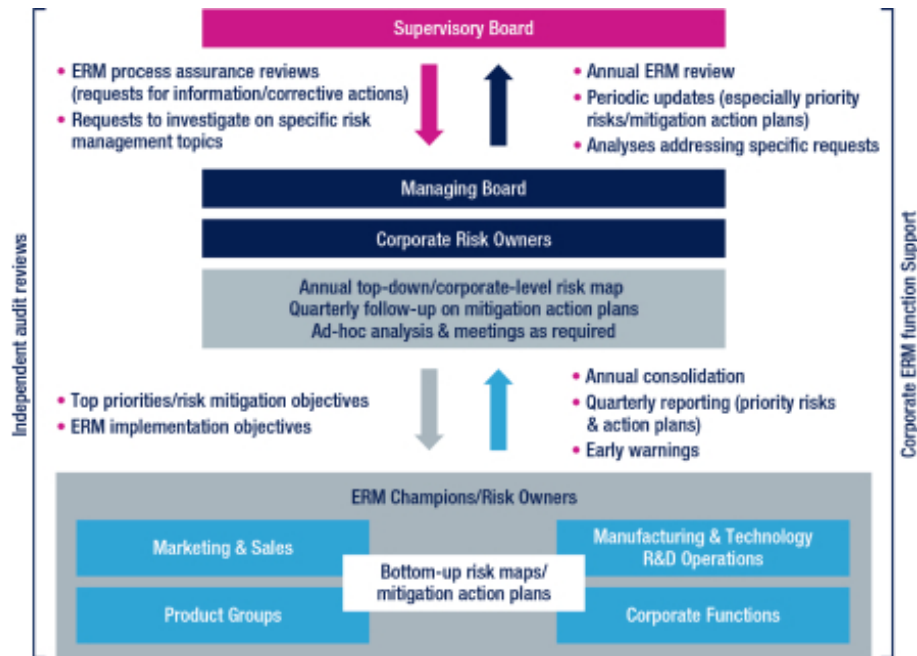 Supervisory Board
• ERM process assurance reviews
(requests for information/corrective actions)
• Requests to investigate on specific risk
management topics
• Annual ERM review
• Periodic updates (especially priority
risks/mitigation action plans)
• Analyses addressing specific requests
Managing Board
Corporate Risk Owners
Annual top-down/corporate-level risk map
Quarterly follow-up on mitigation action plans
Ad-hoc analysis & meetings as required
Independent audit reviews
Corporate ERM function Support
• Top priorities/risk mitigation objectives
• ERM implementation objectives
• Annual consolidation
• Quarterly reporting (priority risks
& action plans)
• Early warnings
ERM Champions/Risk Owners
Marketing & Sales
Manufacturing & Technology
R&D Operations
Bottom-up risk maps/
mitigation action plans
Product Groups
Corporate Functions